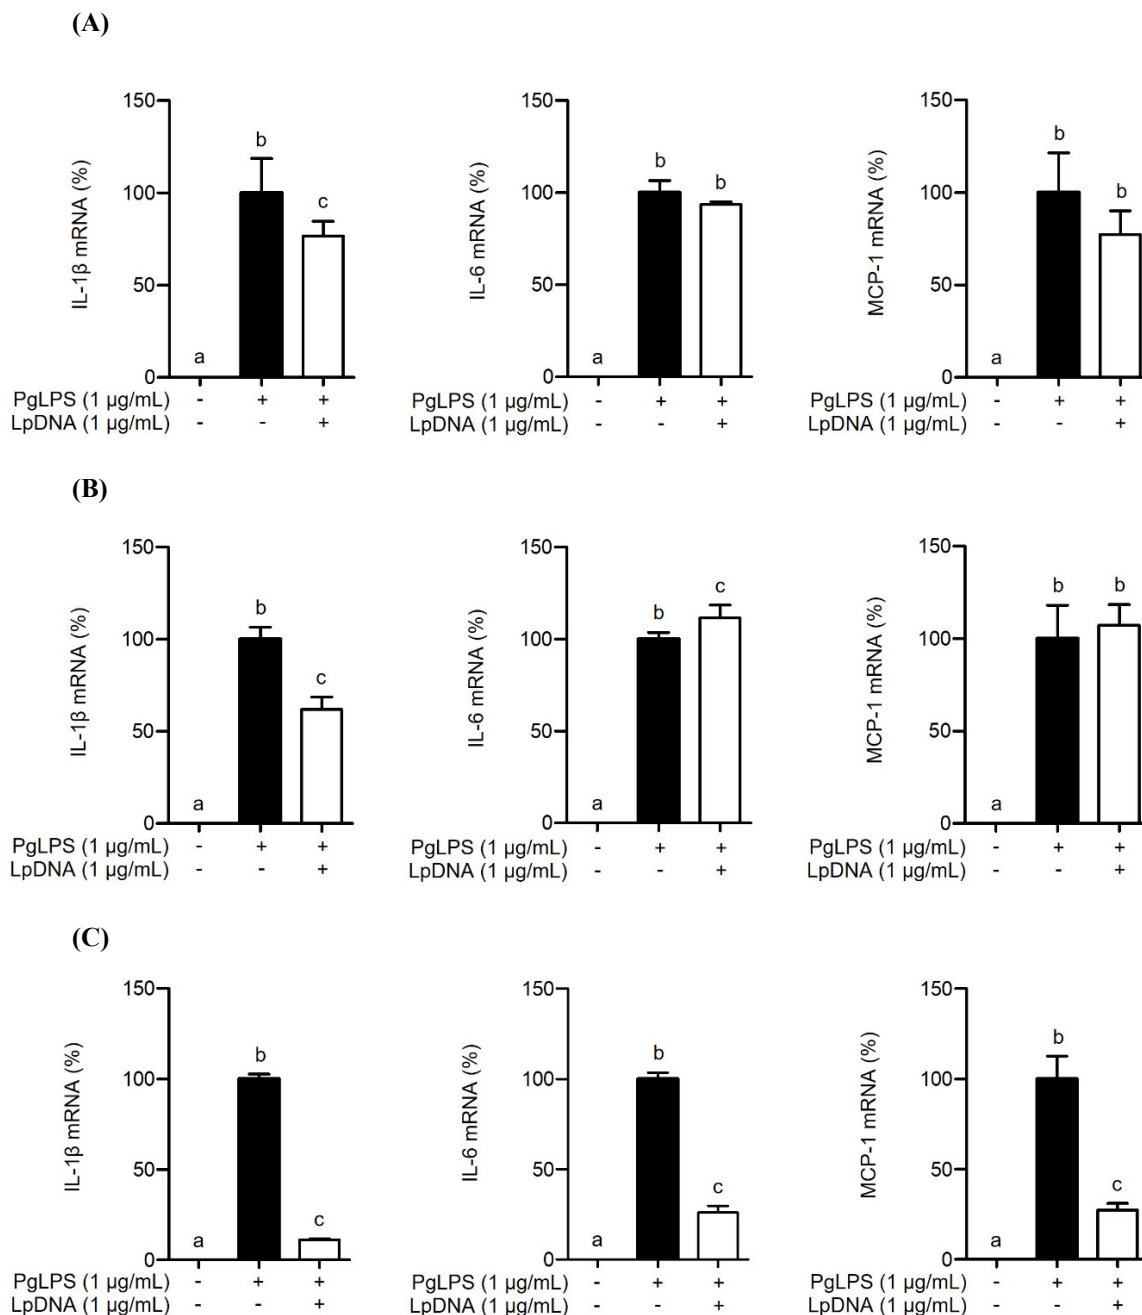 (A)
150
100
50
0
IL-1β mRNA (%)
b
c
a
PgLPS (1 µg/mL) - + +
LpDNA (1 µg/mL) - - +
150
100
50
0
IL-6 mRNA (%)
b
b
a
PgLPS (1 µg/mL) - + +
LpDNA (1 µg/mL) - - +
150
100
50
0
MCP-1 mRNA (%)
b
b
a
PgLPS (1 µg/mL) - + +
LpDNA (1 µg/mL) - - +
(B)
150
100
50
0
IL-1β mRNA (%)
b
c
a
PgLPS (1 µg/mL) - + +
LpDNA (1 µg/mL) - - +
150
100
50
0
IL-6 mRNA (%)
b
c
a
PgLPS (1 µg/mL) - + +
LpDNA (1 µg/mL) - - +
150
100
50
0
MCP-1 mRNA (%)
b
b
a
PgLPS (1 µg/mL) - + +
LpDNA (1 µg/mL) - - +
(C)
150
100
50
0
IL-1β mRNA (%)
b
c
a
PgLPS (1 µg/mL) - + +
LpDNA (1 µg/mL) - - +
150
100
50
0
IL-6 mRNA (%)
b
c
a
PgLPS (1 µg/mL) - + +
LpDNA (1 µg/mL) - - +
150
100
50
0
MCP-1 mRNA (%)
b
c
a
PgLPS (1 µg/mL) - + +
LpDNA (1 µg/mL) - - +